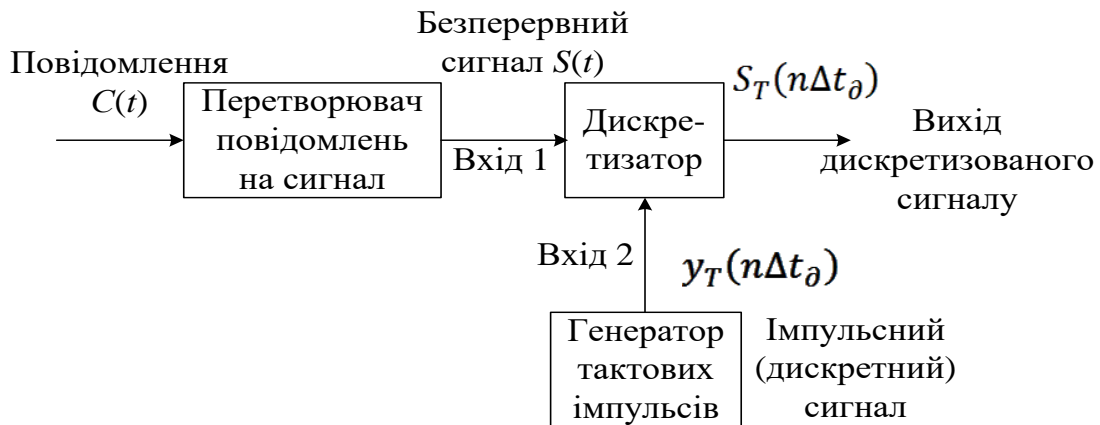 Повідомлення
C(t)
Перетворювач
повідомлень
на сигнал
Безперервний
сигнал S(t)
Вхід 1
Дискре-
тизатор
S_T(nΔt_∂)
Вихід
дискретизованого
сигналу
Вхід 2
y_T(nΔt_∂)
Генератор
тактових
імпульсів
Імпульсний
(дискретний)
сигнал